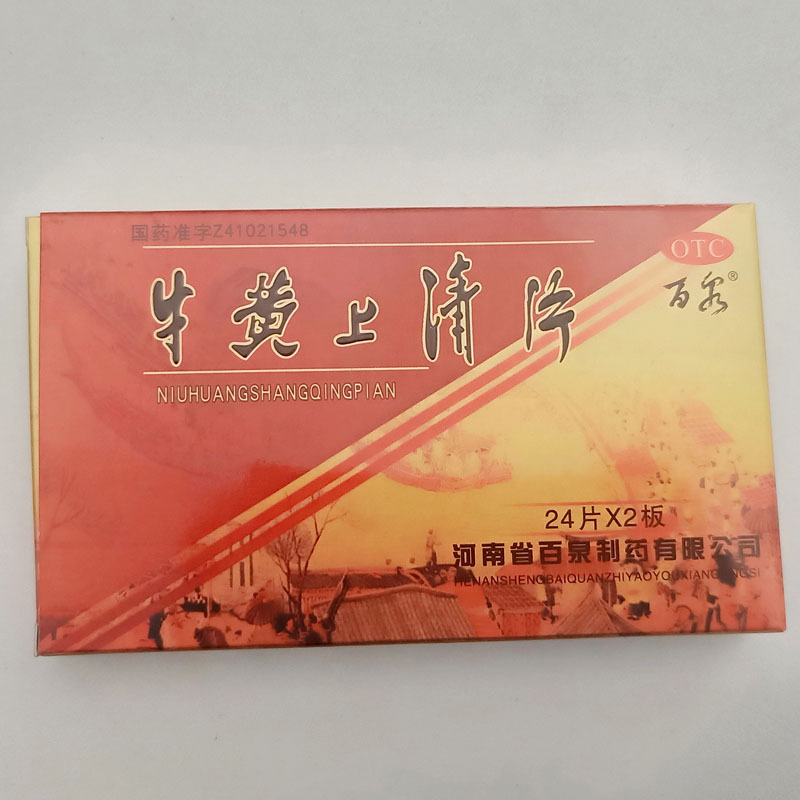 国药准字Z41021548
OTC
百泉®
牛黄上清片
NIUHUANGSHANGQINGPIAN
24片X2板
河南省百泉制药有限公司
HENANSHENGBAIQUANZHIYAOYOUXIANGONGSI